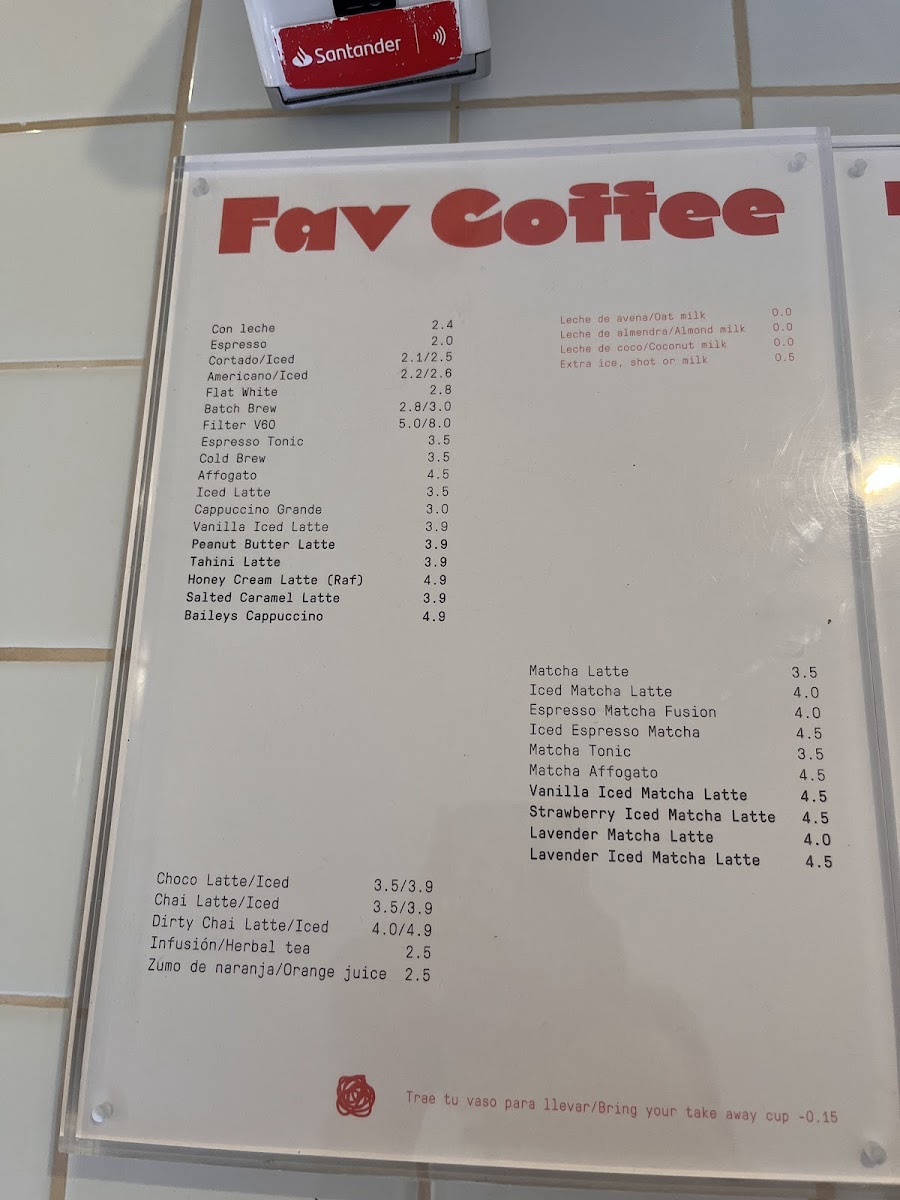 Santander
Fav Coffee
Con leche 2.4
Espresso 2.0
Cortado/Iced 2.1/2.5
Americano/Iced 2.2/2.6
Flat White 2.8
Batch Brew 2.8/3.0
Filter V60 5.0/8.0
Espresso Tonic 3.5
Cold Brew 3.5
Affogato 4.5
Iced Latte 3.5
Cappuccino Grande 3.0
Vanilla Iced Latte 3.9
Peanut Butter Latte 3.9
Tahini Latte 3.9
Honey Cream Latte (Raf) 4.9
Salted Caramel Latte 3.9
Baileys Cappuccino 4.9
Leche de avena/Oat milk 0.0
Leche de almendra/Almond milk 0.0
Leche de coco/Coconut milk 0.0
Extra ice, shot or milk 0.5
Matcha Latte 3.5
Iced Matcha Latte 4.0
Espresso Matcha Fusion 4.0
Iced Espresso Matcha 4.5
Matcha Tonic 3.5
Matcha Affogato 4.5
Vanilla Iced Matcha Latte 4.5
Strawberry Iced Matcha Latte 4.5
Lavender Matcha Latte 4.0
Lavender Iced Matcha Latte 4.5
Choco Latte/Iced 3.5/3.9
Chai Latte/Iced 3.5/3.9
Dirty Chai Latte/Iced 4.0/4.9
Infusión/Herbal tea 2.5
Zumo de naranja/Orange juice 2.5
Trae tu vaso para llevar/Bring your take away cup -0.15